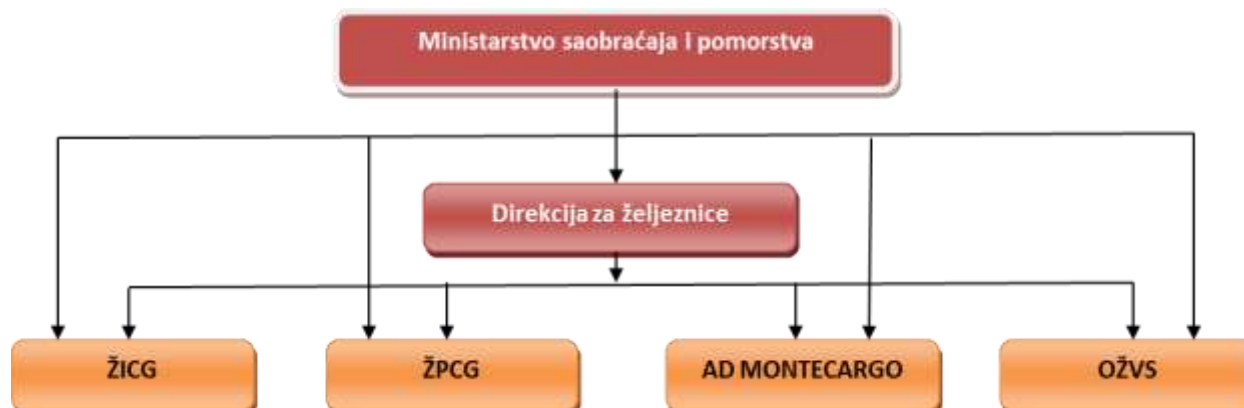 Ministarstvo saobraćaja i pomorstva
Direkcija za željeznice
ŽICG
ŽPCG
AD MONTECARGO
OŽVS